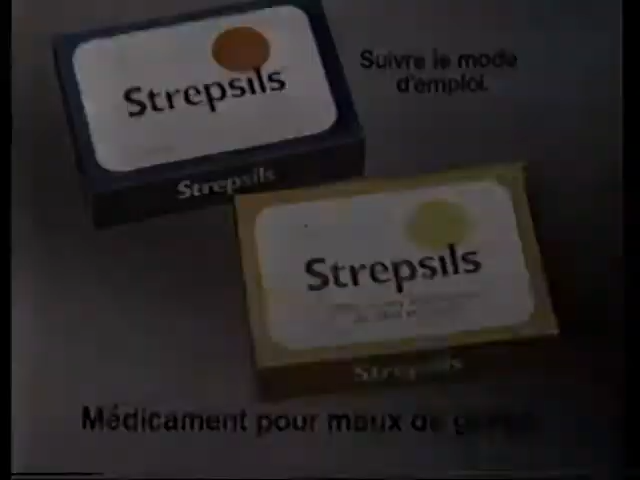 Strepsils
Suivre le mode
d'emploi.
Strepsils
Strepsils
Strepsils
Médicament pour maux de